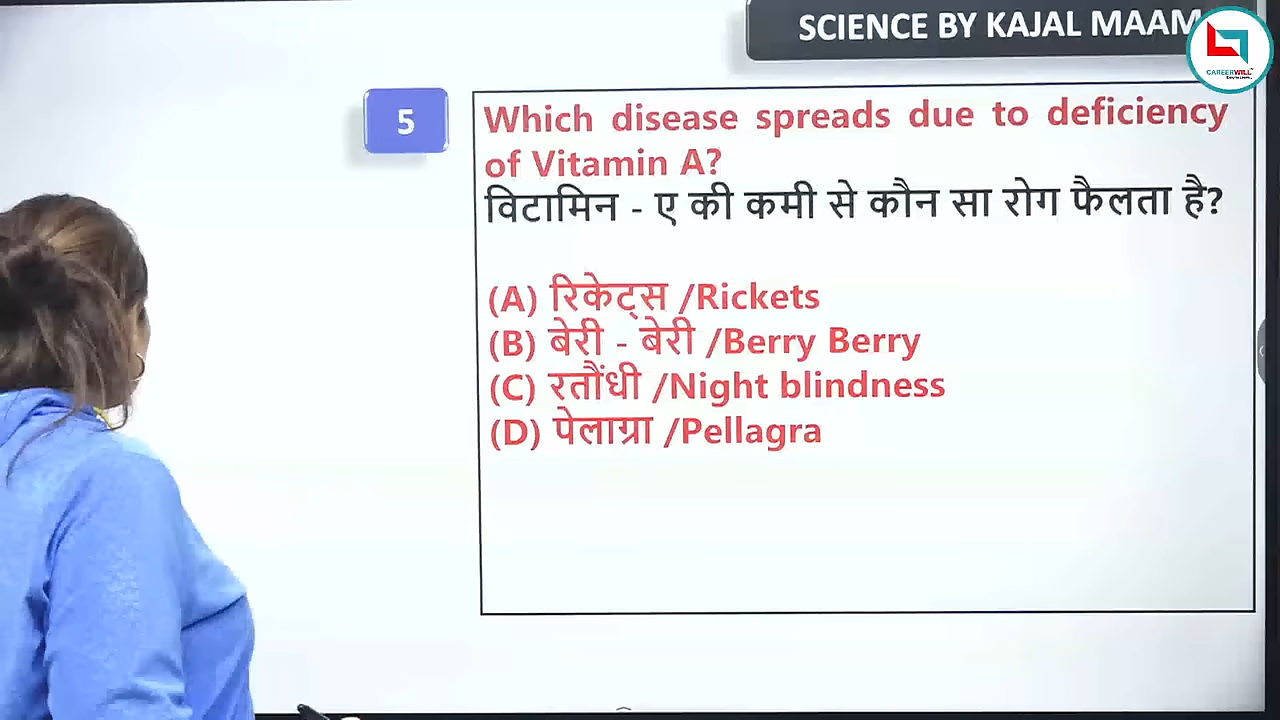 SCIENCE BY KAJAL MAAM
CAREERWILL
5
Which disease spreads due to deficiency
of Vitamin A?
विटामिन - ए की कमी से कौन सा रोग फैलता है?
(A) रिकेट्स /Rickets
(B) बेरी - बेरी /Berry Berry
(C) रतौंधी /Night blindness
(D) पेलाग्रा /Pellagra